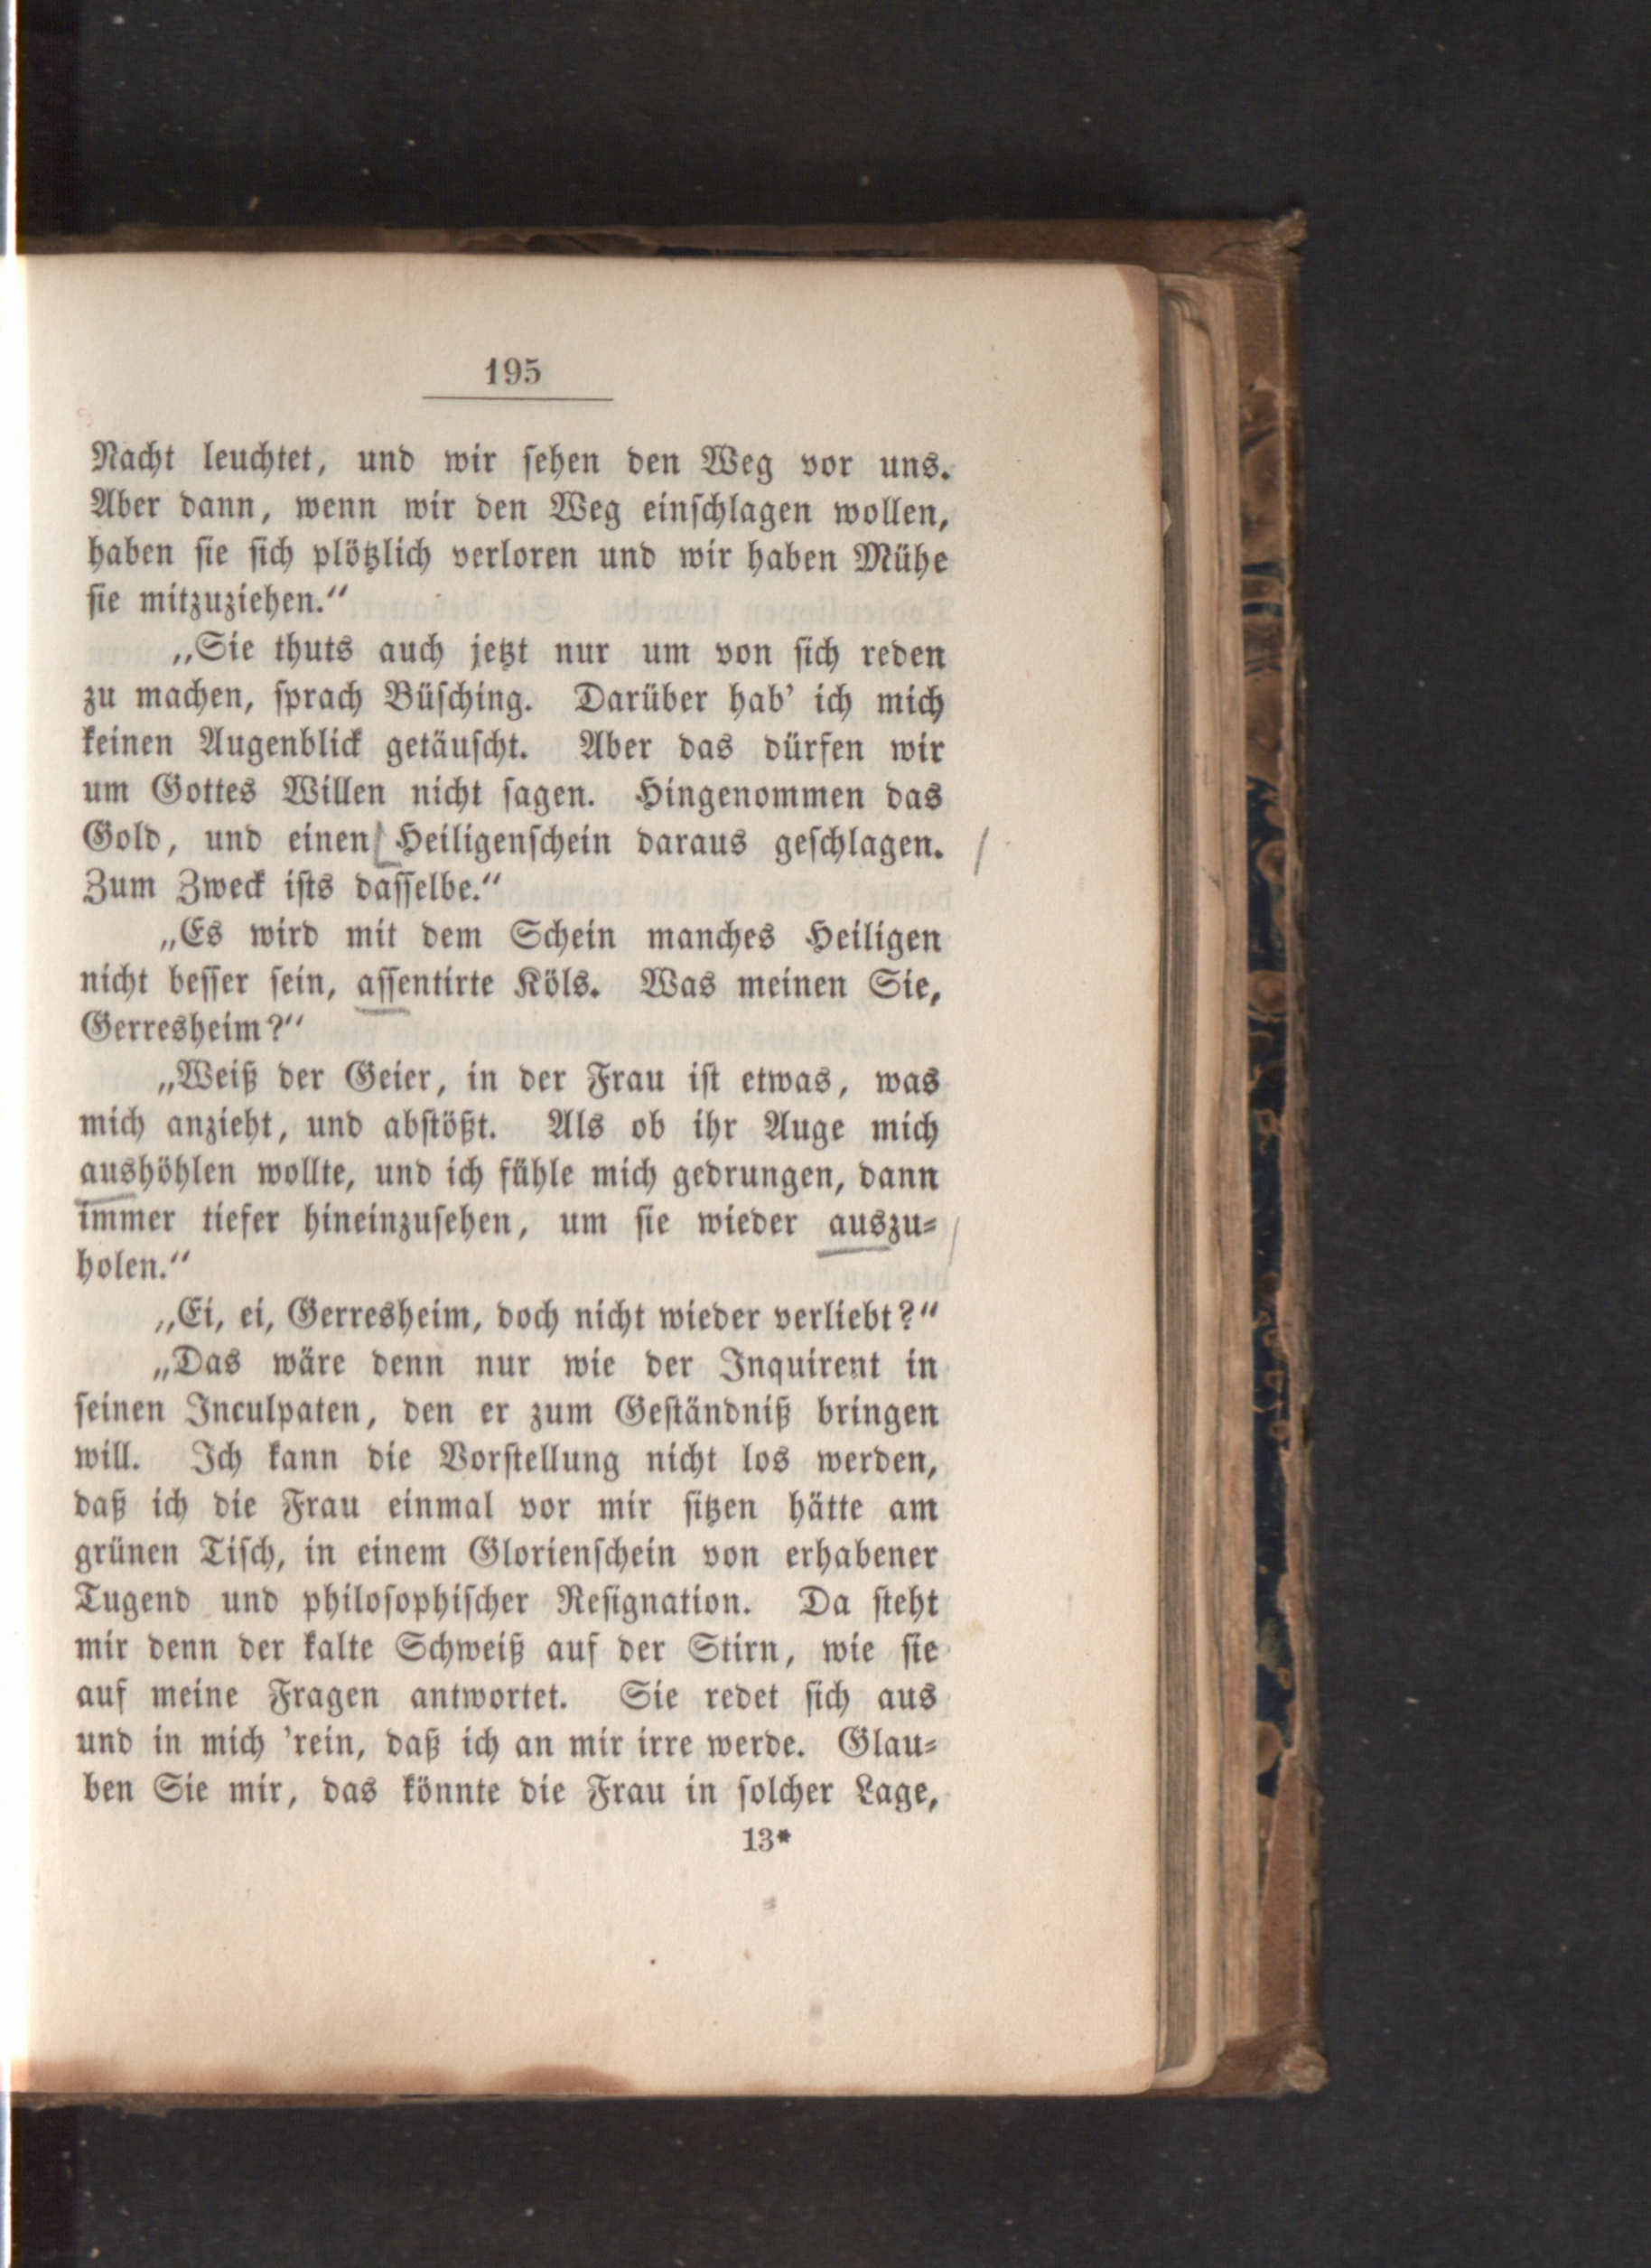 195
Nacht leuchtet, und wir ſehen den Weg vor uns.
Aber dann, wenn wir den Weg einſchlagen wollen,
haben ſie ſich plötzlich verloren und wir haben Mühe
ſie mitzuziehen.“
„Sie thuts auch jetzt nur um von ſich reden
zu machen, ſprach Büſching. Darüber hab’ ich mich
keinen Augenblick getäuſcht. Aber das dürfen wir
um Gottes Willen nicht ſagen. Hingenommen das
Gold, und einen Heiligenſchein daraus geſchlagen.
Zum Zweck iſts daſſelbe.“
„Es wird mit dem Schein manches Heiligen
nicht beſſer ſein, aſſentirte Köls. Was meinen Sie,
Gerresheim?“
„Weiß der Geier, in der Frau iſt etwas, was
mich anzieht, und abſtößt. Als ob ihr Auge mich
aushöhlen wollte, und ich fühle mich gedrungen, dann
immer tiefer hineinzuſehen, um ſie wieder auszu⸗
holen.“
„Ei, ei, Gerresheim, doch nicht wieder verliebt?“
„Das wäre denn nur wie der Inquirent in
ſeinen Inculpaten, den er zum Geſtändniß bringen
will. Ich kann die Vorſtellung nicht los werden,
daß ich die Frau einmal vor mir ſitzen hätte am
grünen Tiſch, in einem Glorienſchein von erhabener
Tugend und philoſophiſcher Reſignation. Da ſteht
mir denn der kalte Schweiß auf der Stirn, wie ſie
auf meine Fragen antwortet. Sie redet ſich aus
und in mich ’rein, daß ich an mir irre werde. Glau⸗
ben Sie mir, das könnte die Frau in ſolcher Lage,
13*